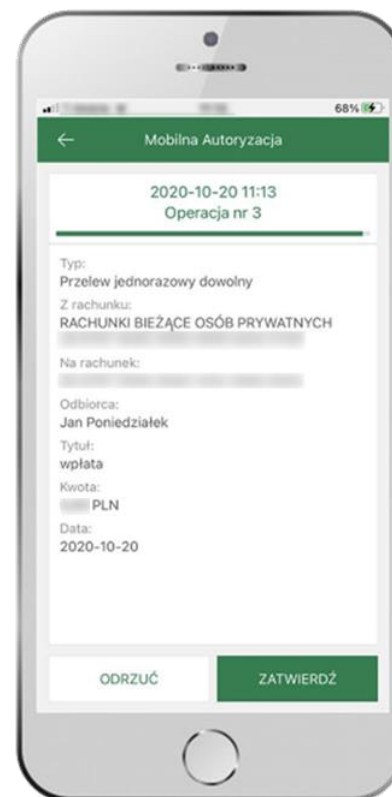 68%
Mobilna Autoryzacja
2020-10-20 11:13
Operacja nr 3
Typ:
Przelew jednorazowy dowolny
Z rachunku:
RACHUNKI BIEŻĄCE OSÓB PRYWATNYCH
Na rachunek:
Odbiorca:
Jan Poniedziałek
Tytuł:
wpłata
Kwota:
PLN
Data:
2020-10-20
ODRZUĆ ZATWIERDŹ